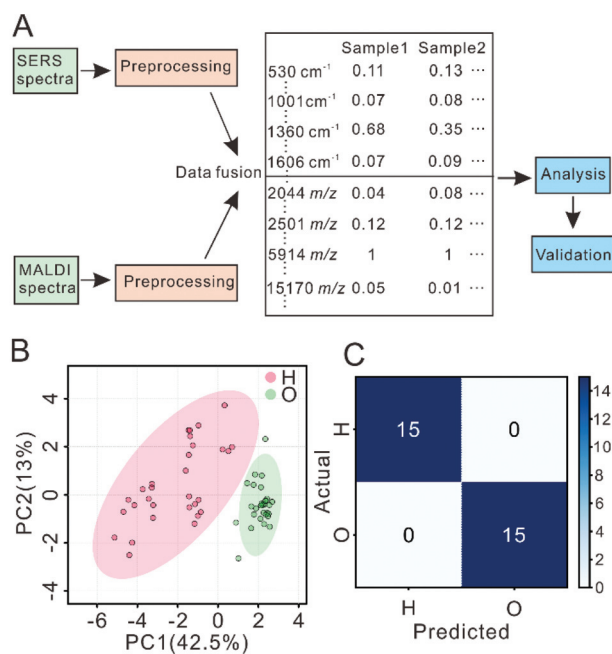 A
SERS
spectra
Preprocessing
Data fusion
MALDI
spectra
Preprocessing
Sample1 Sample2
530 cm⁻¹ 0.11 0.13 ···
1001cm⁻¹ 0.07 0.08 ···
1360 cm⁻¹ 0.68 0.35 ···
1606 cm⁻¹ 0.07 0.09 ···
2044 m/z 0.04 0.08 ···
2501 m/z 0.12 0.12 ···
5914 m/z 1 1 ···
15170 m/z 0.05 0.01 ···
Analysis
Validation
B
H
O
4
2
0
-2
-4
PC2(13%)
-6 -4 -2 0 2 4
PC1(42.5%)
C
Actual
H
O
15 0
0 15
H O
Predicted
14
12
10
8
6
4
2
0